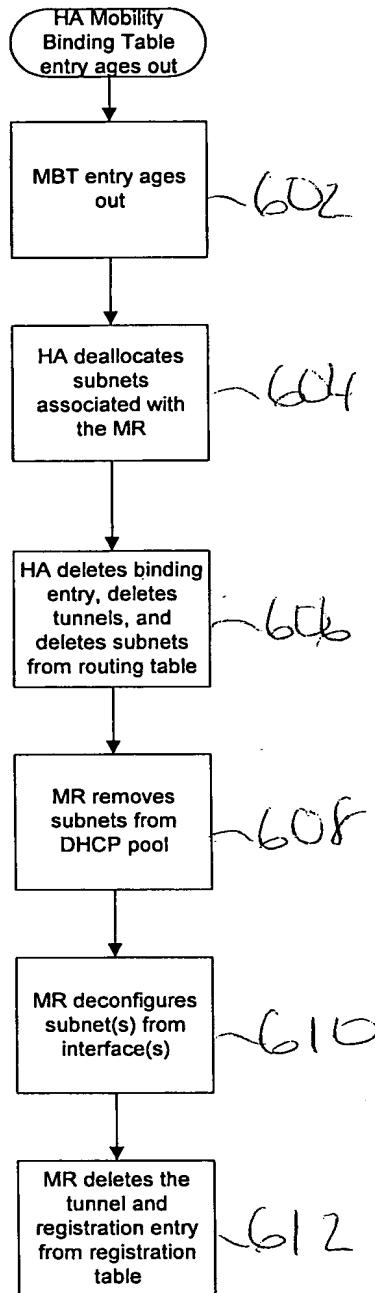 HA Mobility
Binding Table
entry ages out
MBT entry ages
out
602
HA deallocates
subnets
associated with
the MR
604
HA deletes binding
entry, deletes
tunnels, and
deletes subnets
from routing table
606
MR removes
subnets from
DHCP pool
608
MR deconfigures
subnet(s) from
interface(s)
610
MR deletes the
tunnel and
registration entry
from registration
table
612